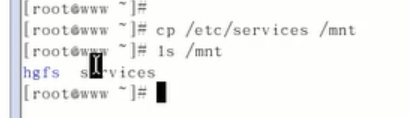 [root@www ~]#
[root@www ~]# cp /etc/services /mnt
[root@www ~]# ls /mnt
hgfs services
[root@www ~]#